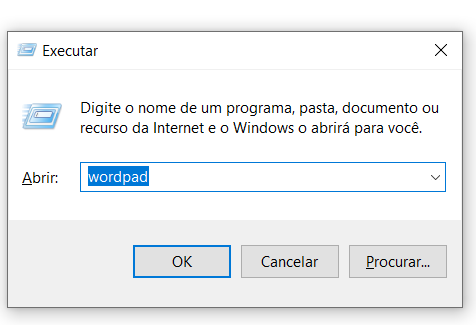 Executar
Digite o nome de um programa, pasta, documento ou
recurso da Internet e o Windows o abrirá para você.
Abrir: wordpad
OK Cancelar Procurar...